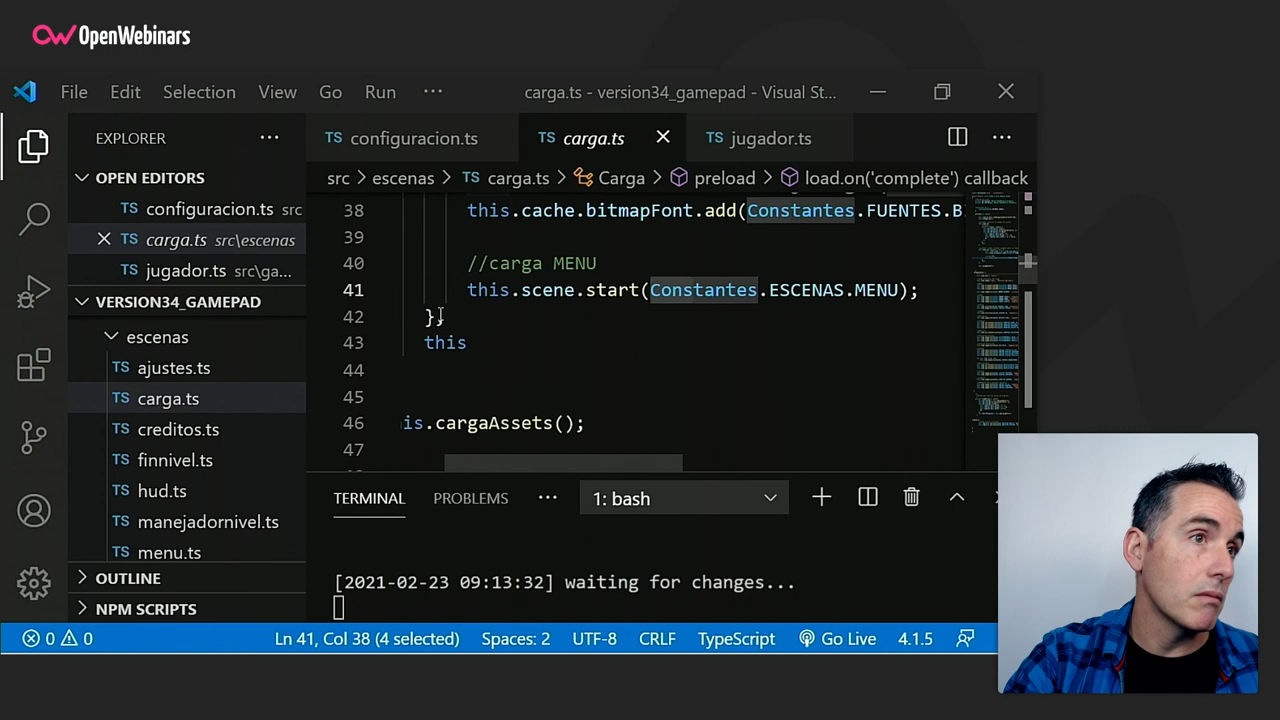 OpenWebinars
File Edit Selection View Go Run ··· carga.ts - version34_gamepad - Visual St...
EXPLORER ···
TS configuracion.ts TS carga.ts TS jugador.ts ···
OPEN EDITORS
src > escenas > TS carga.ts > Carga > preload > load.on('complete') callback
TS configuracion.ts src
TS carga.ts src\escenas
TS jugador.ts src\ga...
VERSION34_GAMEPAD
escenas
TS ajustes.ts
TS carga.ts
TS creditos.ts
TS finnivel.ts
TS hud.ts
TS manejadornivel.ts
TS menu.ts
OUTLINE
NPM SCRIPTS
38 this.cache.bitmapFont.add(Constantes.FUENTES.B
39
40 //carga MENU
41 this.scene.start(Constantes.ESCENAS.MENU);
42 },
43 this
44
45
46 is.cargaAssets();
47
TERMINAL PROBLEMS ··· 1: bash
[2021-02-23 09:13:32] waiting for changes...
0 0 Ln 41, Col 38 (4 selected) Spaces: 2 UTF-8 CRLF TypeScript Go Live 4.1.5